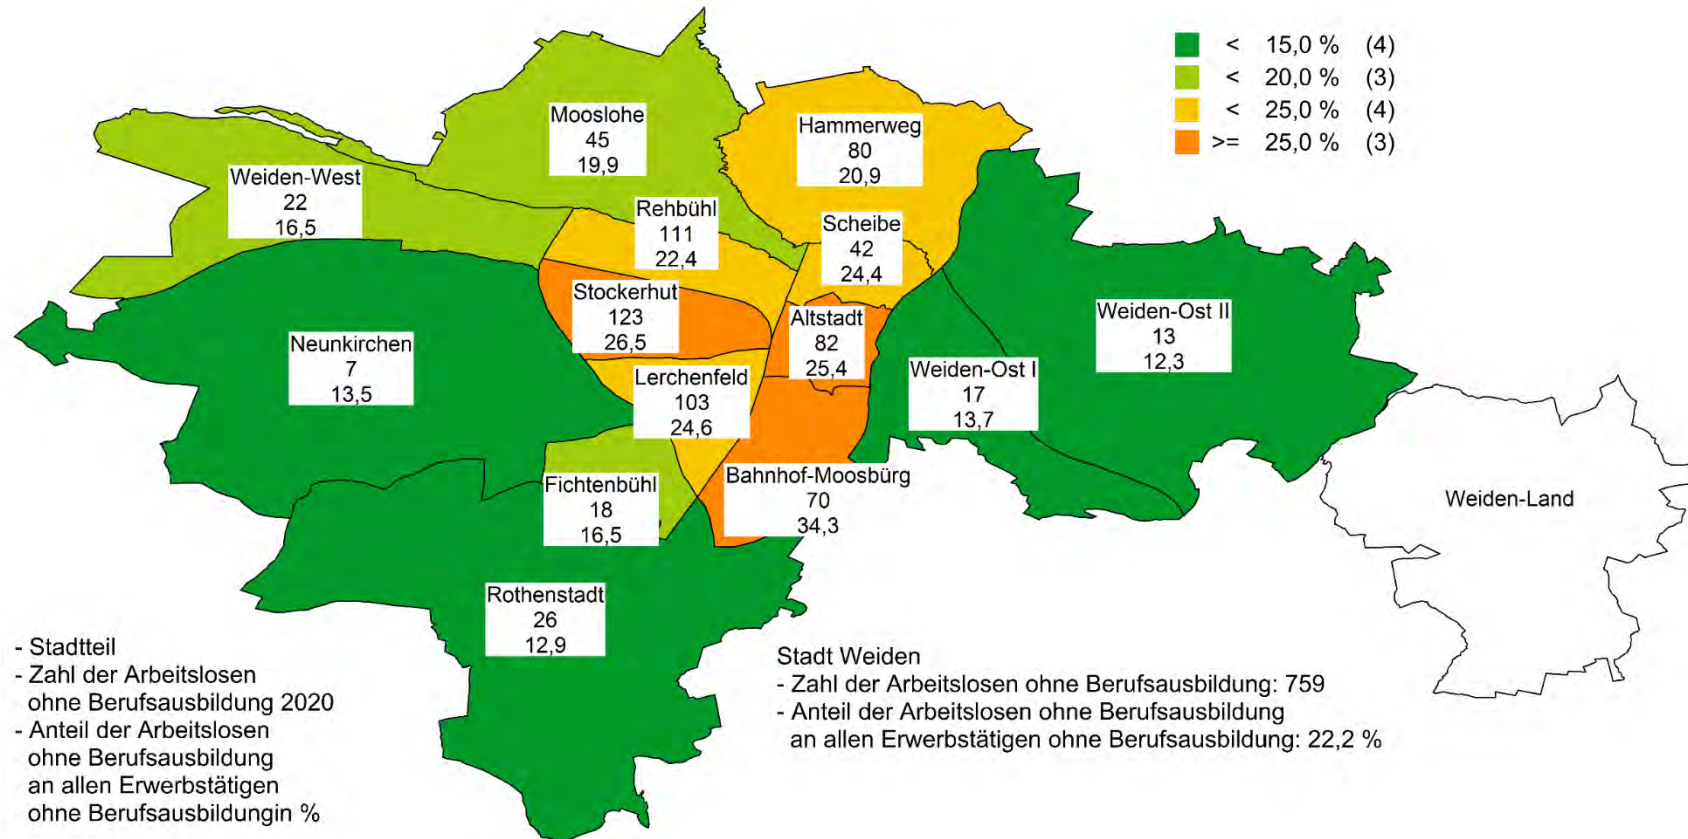 < 15,0 % (4)
< 20,0 % (3)
< 25,0 % (4)
>= 25,0 % (3)
Mooslohe
45
19,9
Hammerweg
80
20,9
Weiden-West
22
16,5
Rehbühl
111
22,4
Scheibe
42
24,4
Stockerhut
123
26,5
Altstadt
82
25,4
Weiden-Ost II
13
12,3
Neunkirchen
7
13,5
Lerchenfeld
103
24,6
Weiden-Ost I
17
13,7
Fichtenbühl
18
16,5
Bahnhof-Moosbürg
70
34,3
Weiden-Land
Rothenstadt
26
12,9
- Stadtteil
- Zahl der Arbeitslosen
ohne Berufsausbildung 2020
- Anteil der Arbeitslosen
ohne Berufsausbildung
an allen Erwerbstätigen
ohne Berufsausbildungin %
Stadt Weiden
- Zahl der Arbeitslosen ohne Berufsausbildung: 759
- Anteil der Arbeitslosen ohne Berufsausbildung
an allen Erwerbstätigen ohne Berufsausbildung: 22,2 %